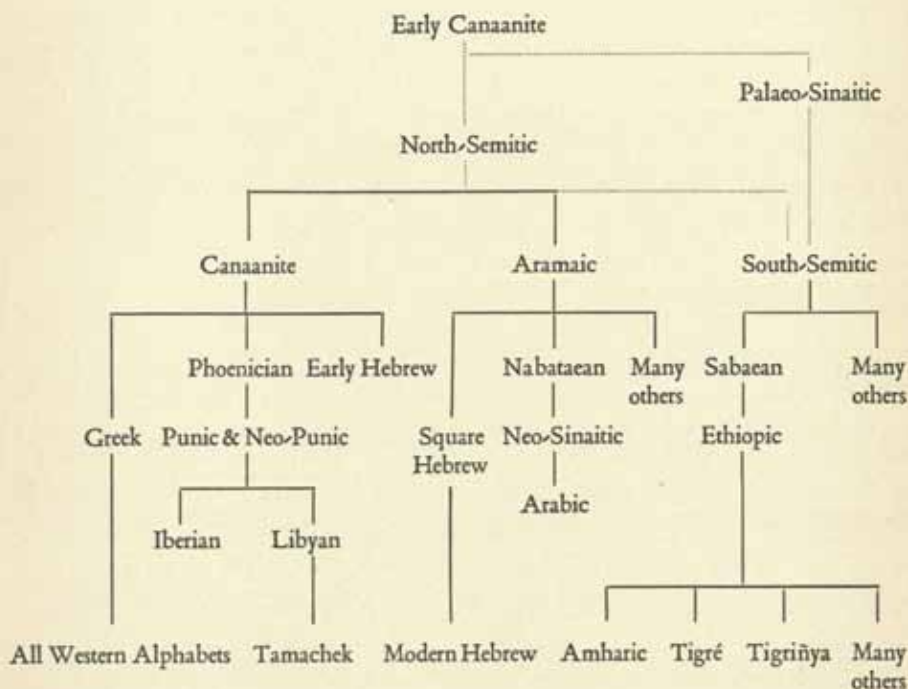 Early Canaanite
Palaeo-Sinaitic
North-Semitic
Canaanite Aramaic South-Semitic
Phoenician Early Hebrew Nabataean Many others Sabaean Many others
Greek Punic & Neo-Punic Square Hebrew Neo-Sinaitic Ethiopic
Arabic
Iberian Libyan
All Western Alphabets Tamachek Modern Hebrew Amharic Tigré Tigriñya Many others